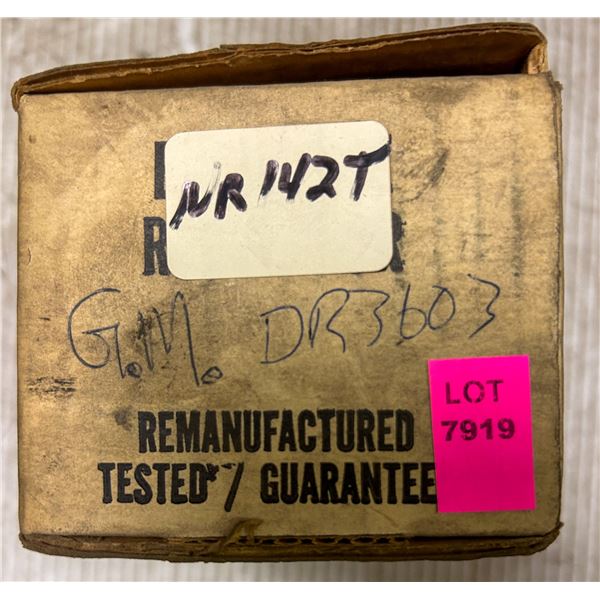 NR 142T
G.M. DR3603
LOT
7919
REMANUFACTURED
TESTED / GUARANTEE